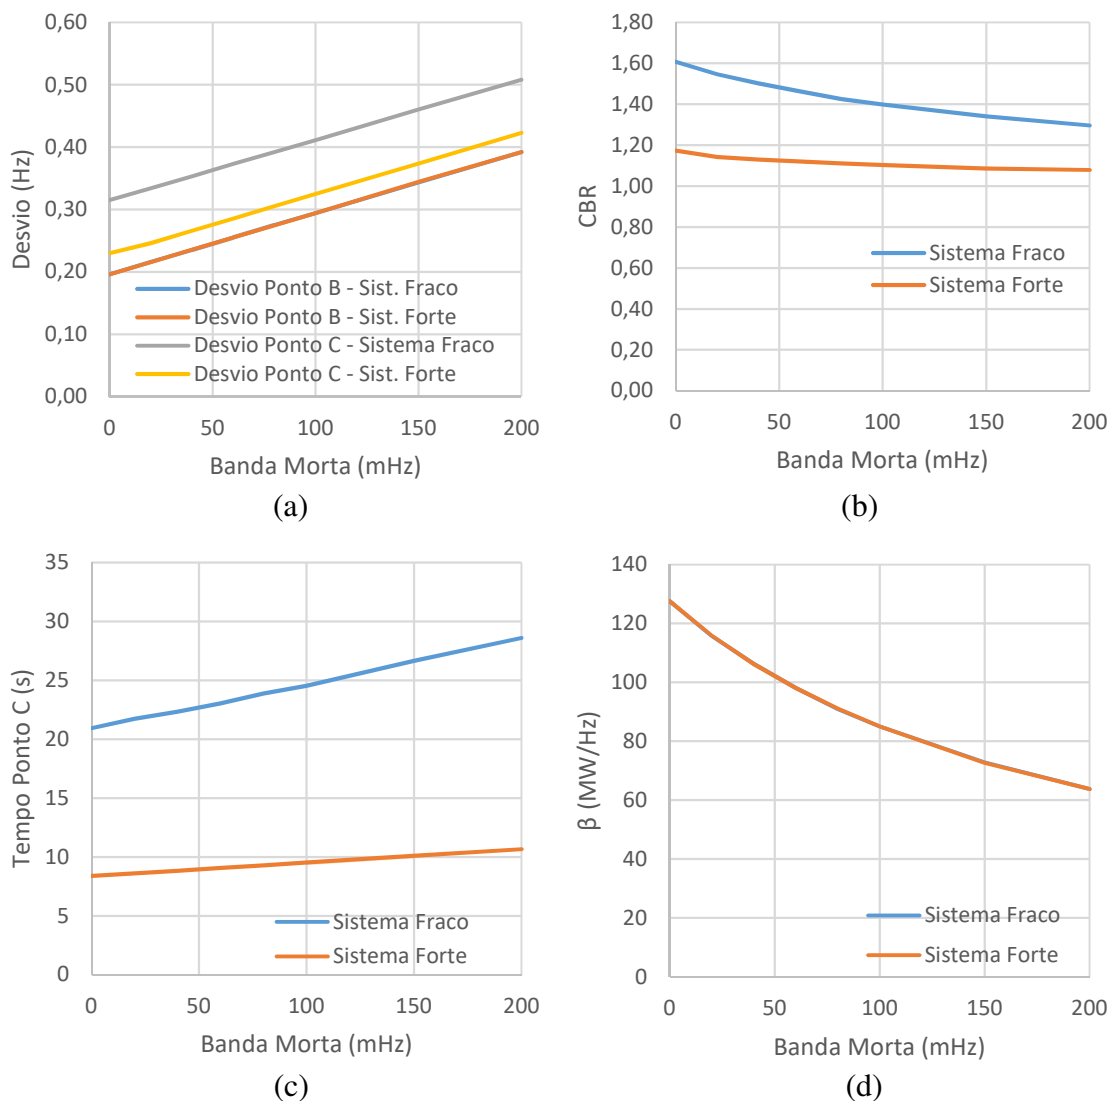 0,60
0,50
0,40
0,30
0,20
0,10
0,00
Desvio (Hz)
Desvio Ponto B - Sist. Fraco
Desvio Ponto B - Sist. Forte
Desvio Ponto C - Sistema Fraco
Desvio Ponto C - Sist. Forte
0 50 100 150 200
Banda Morta (mHz)
(a)
1,80
1,60
1,40
1,20
1,00
0,80
0,60
0,40
0,20
0,00
CBR
Sistema Fraco
Sistema Forte
0 50 100 150 200
Banda Morta (mHz)
(b)
35
30
25
20
15
10
5
0
Tempo Ponto C (s)
Sistema Fraco
Sistema Forte
0 50 100 150 200
Banda Morta (mHz)
(c)
140
120
100
80
60
40
20
0
β (MW/Hz)
Sistema Fraco
Sistema Forte
0 50 100 150 200
Banda Morta (mHz)
(d)